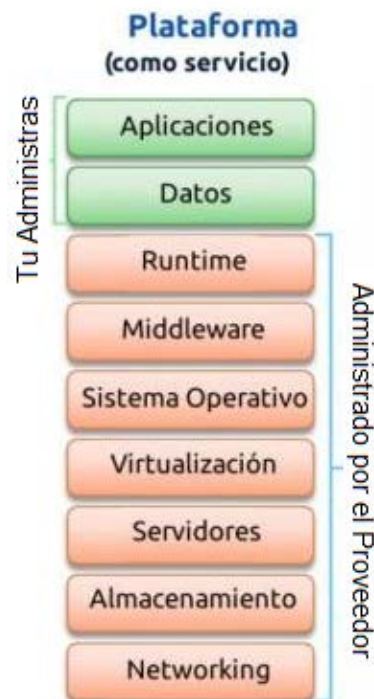 Plataforma
(como servicio)
Tu Administras
Aplicaciones
Datos
Runtime
Middleware
Sistema Operativo
Virtualización
Servidores
Almacenamiento
Networking
Administrado por el Proveedor